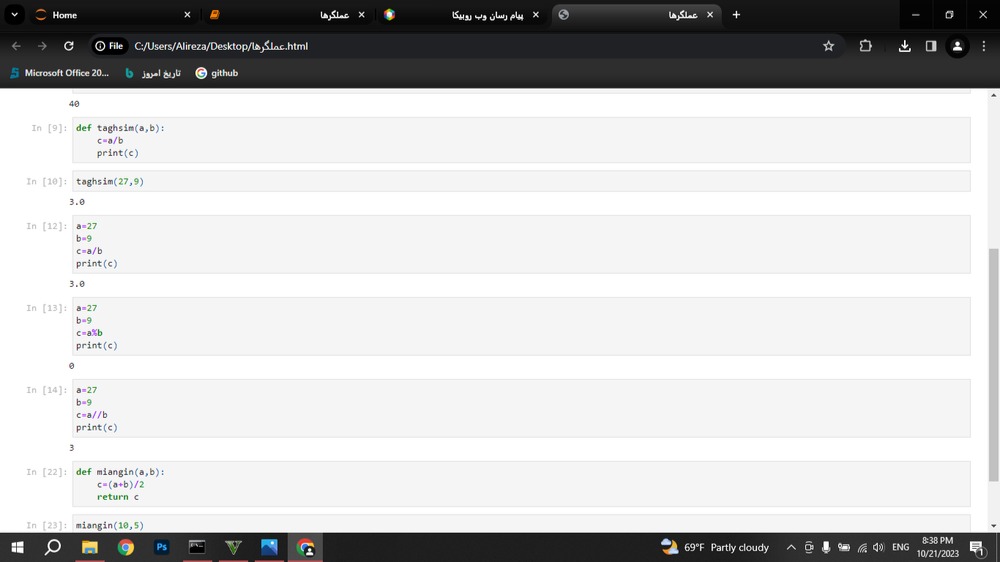 Home
عملگرها
پیام رسان وب روبیکا
عملگرها
File
C:/Users/Alireza/Desktop/عملگرها.html
Microsoft Office 20...
تاریخ امروز
github
40
In [9]:
def taghsim(a,b):
    c=a/b
    print(c)
In [10]:
taghsim(27,9)
3.0
In [12]:
a=27
b=9
c=a/b
print(c)
3.0
In [13]:
a=27
b=9
c=a%b
print(c)
0
In [14]:
a=27
b=9
c=a//b
print(c)
3
In [22]:
def miangin(a,b):
    c=(a+b)/2
    return c
In [23]:
miangin(10,5)
Ps
69°F Partly cloudy
ENG
8:38 PM
10/21/2023
1